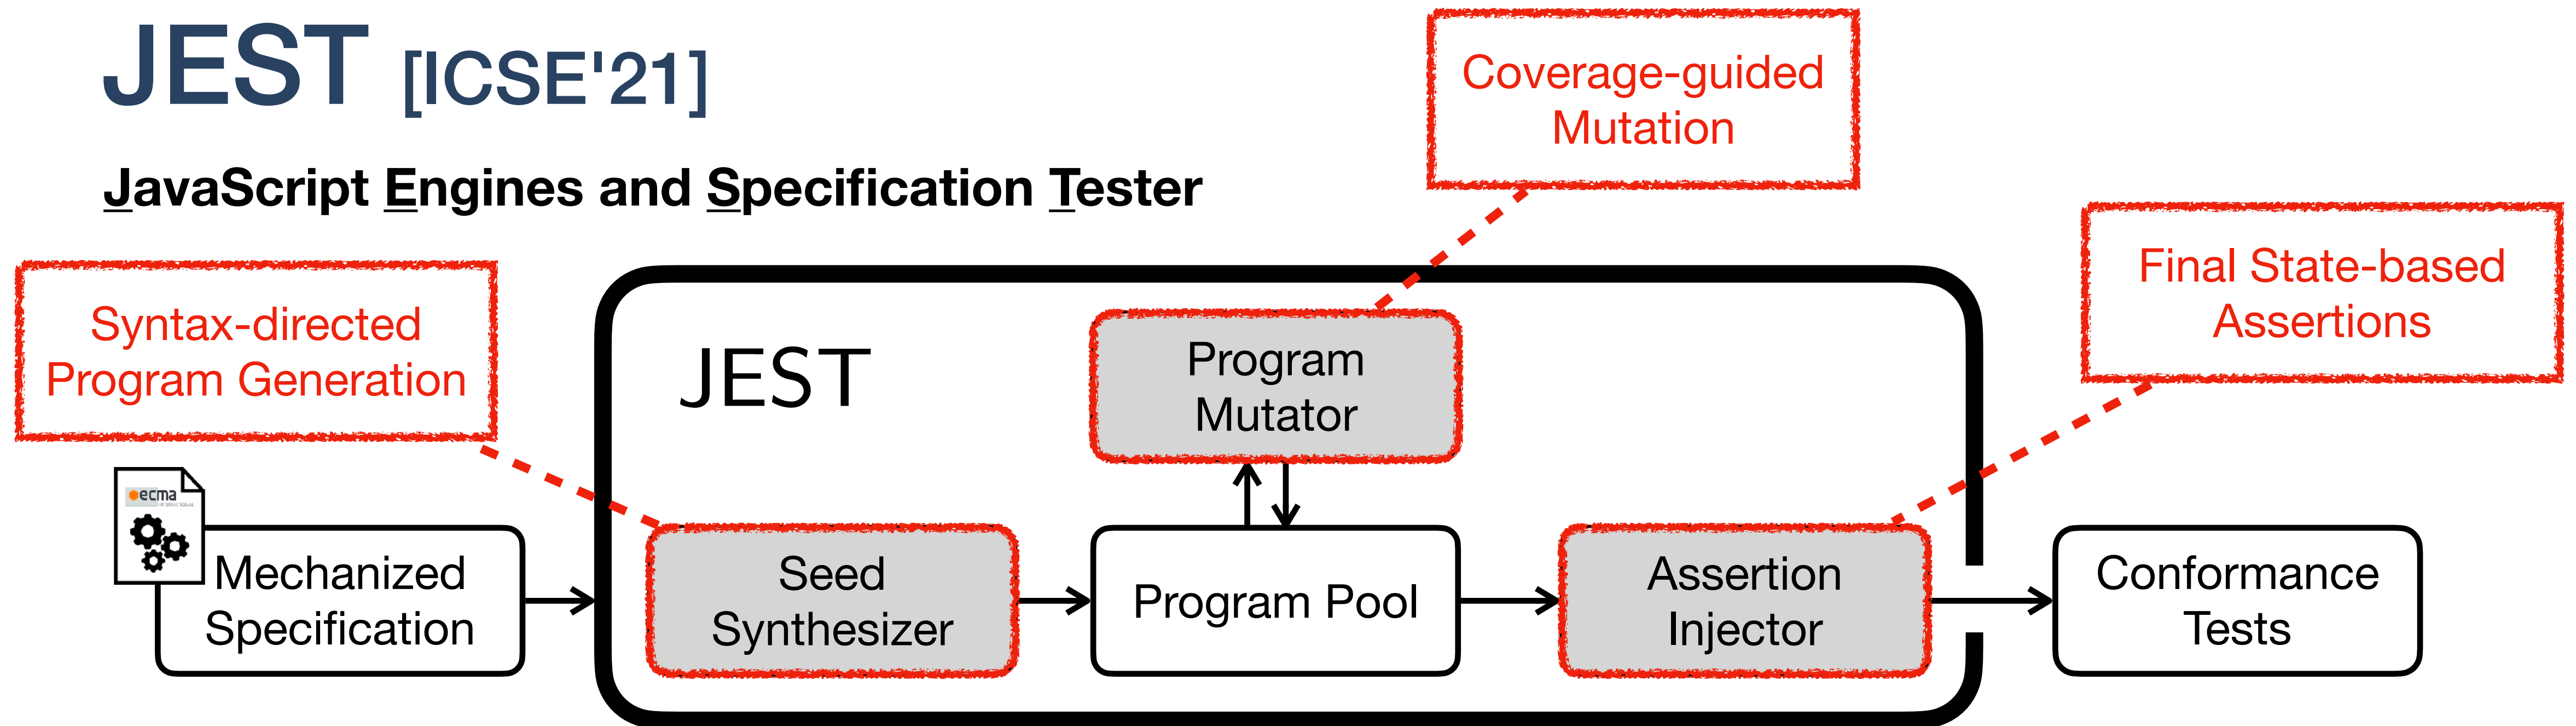 JEST [ICSE'21]
JavaScript Engines and Specification Tester
Coverage-guided
Mutation
Final State-based
Assertions
Syntax-directed
Program Generation
JEST
Program
Mutator
ecma
Mechanized
Specification
Seed
Synthesizer
Program Pool
Assertion
Injector
Conformance
Tests